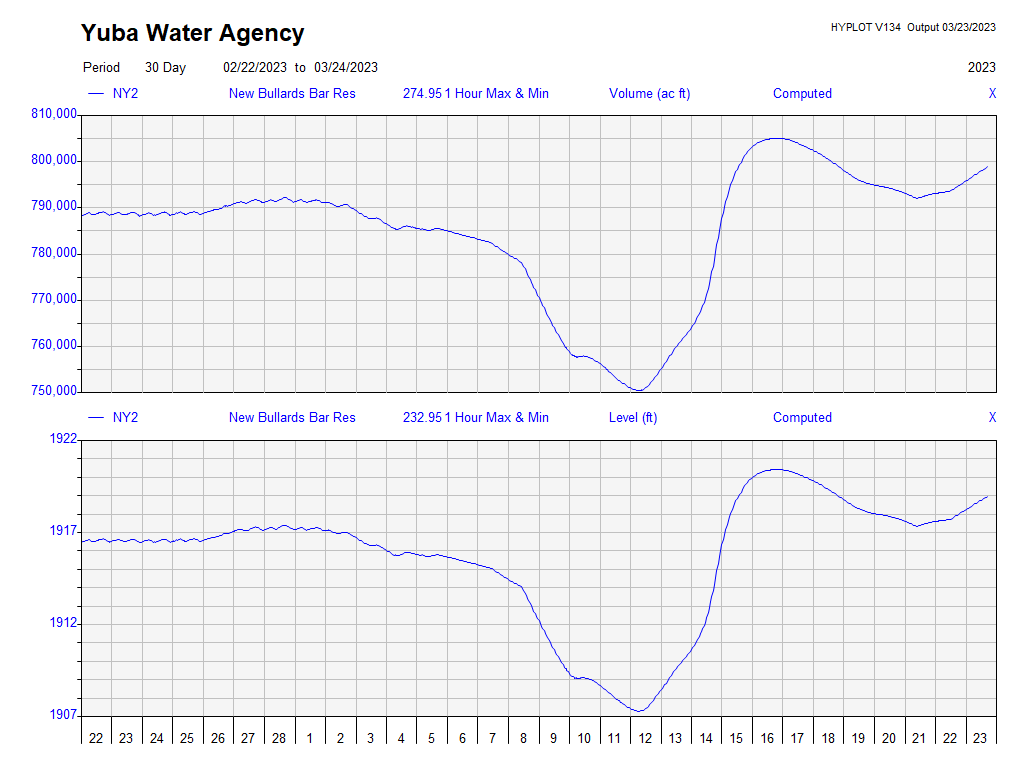 Yuba Water Agency
HYPLOT V134 Output 03/23/2023
Period 30 Day 02/22/2023 to 03/24/2023 2023
NY2 New Bullards Bar Res 274.95 1 Hour Max & Min Volume (ac ft) Computed X
810,000
800,000
790,000
780,000
770,000
760,000
750,000
NY2 New Bullards Bar Res 232.95 1 Hour Max & Min Level (ft) Computed X
1922
1917
1912
1907
22 23 24 25 26 27 28 1 2 3 4 5 6 7 8 9 10 11 12 13 14 15 16 17 18 19 20 21 22 23